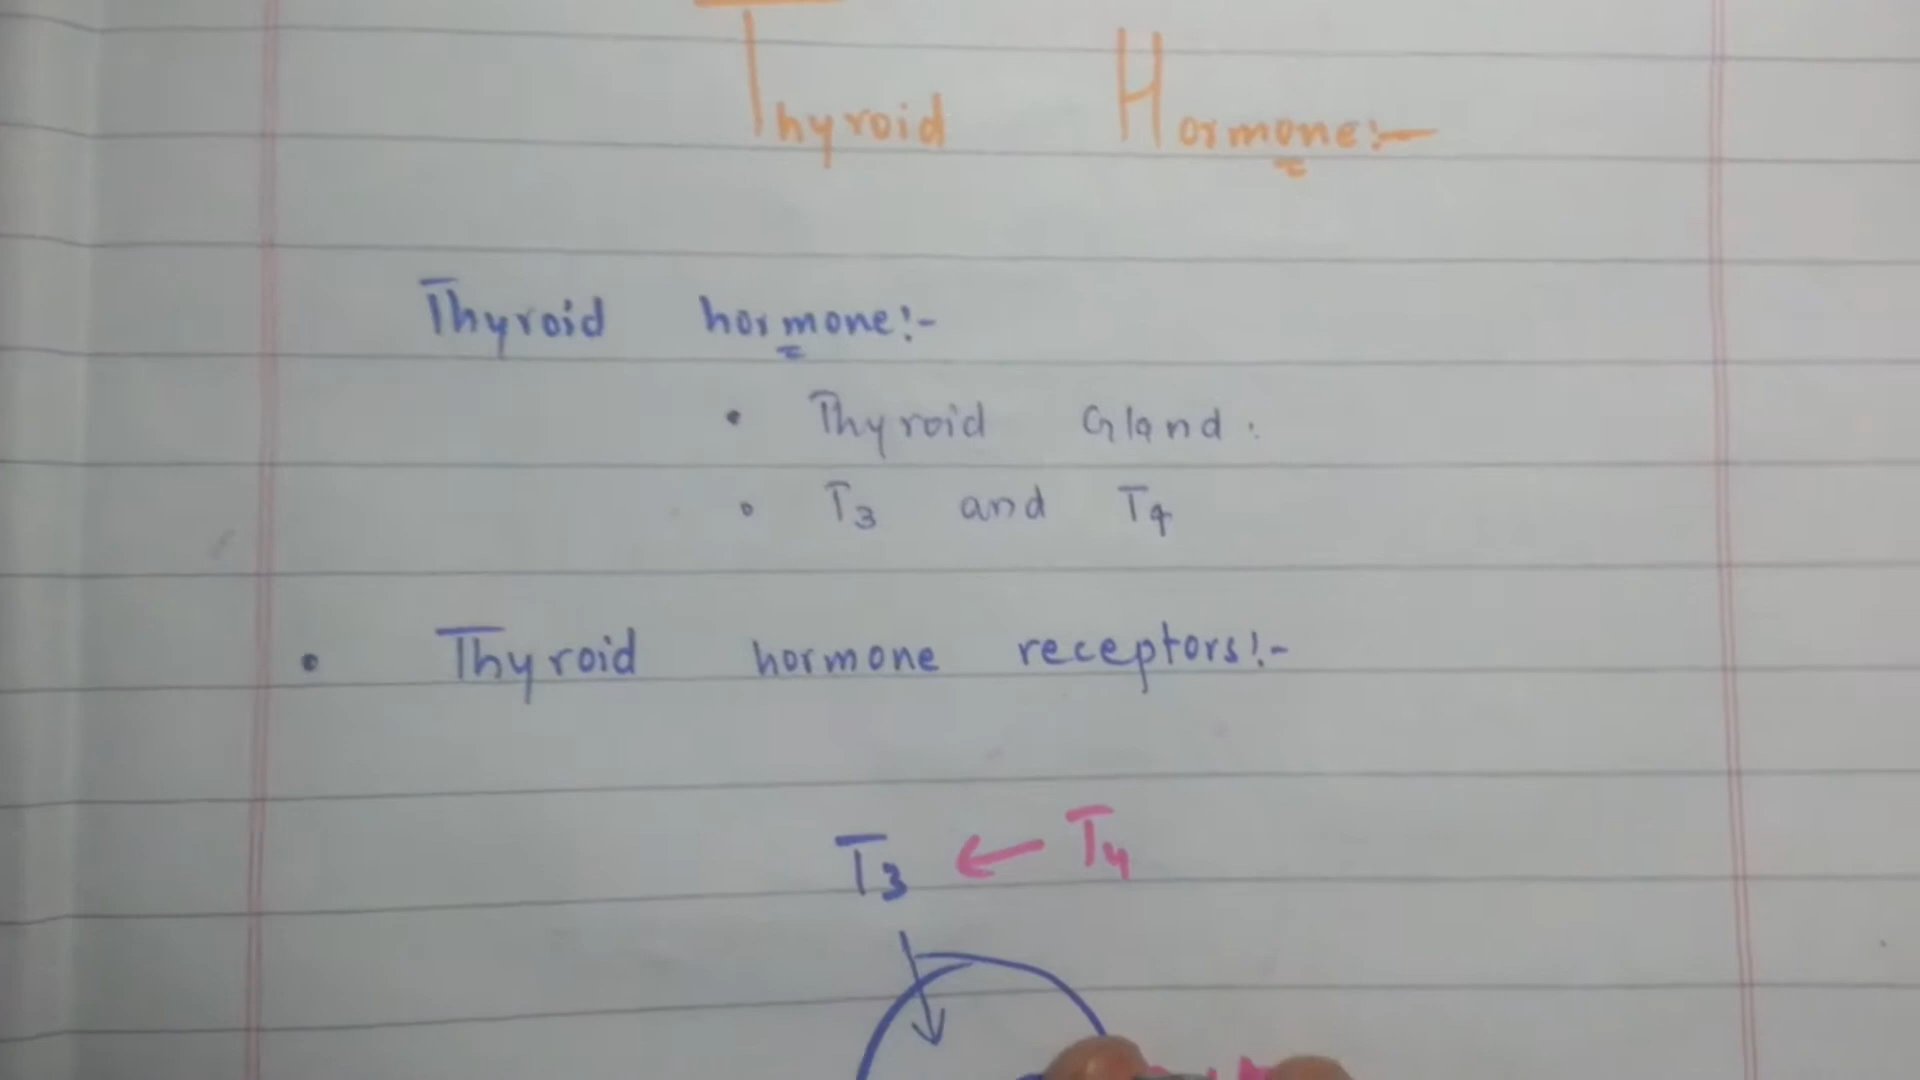 Thyroid Hormone:-
Thyroid hormone:-
• Thyroid Gland.
• T3 and T4
• Thyroid hormone receptors:-
T3 ← T4